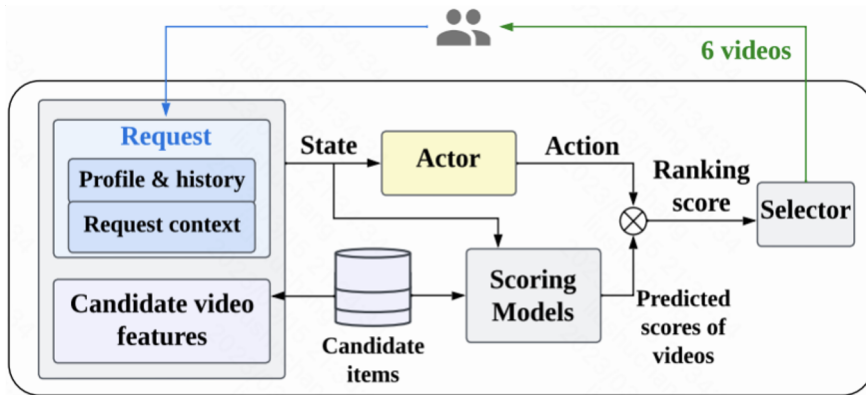 6 videos
Request
Profile & history
Request context
Candidate video
features
State
Actor
Action
Candidate
items
Scoring
Models
Predicted
scores of
videos
Ranking
score
Selector